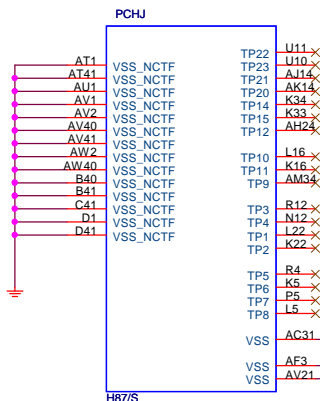 PCHJ
AT1 VSS_NCTF
AT41 VSS_NCTF
AU1 VSS_NCTF
AV1 VSS_NCTF
AV2 VSS_NCTF
AV40 VSS_NCTF
AV41 VSS_NCTF
AW2 VSS_NCTF
AW40 VSS_NCTF
B40 VSS_NCTF
B41 VSS_NCTF
C41 VSS_NCTF
D1 VSS_NCTF
D41 VSS_NCTF
TP22 U11
TP23 U10
TP21 AJ14
TP20 AK14
TP14 K34
TP15 K33
TP12 AH24
TP10 L16
TP11 K16
TP9 AM34
TP3 R12
TP4 N12
TP1 L22
TP2 K22
TP5 R4
TP6 K5
TP7 P5
TP8 L5
VSS AC31
VSS AF3
VSS AV21
H87/S